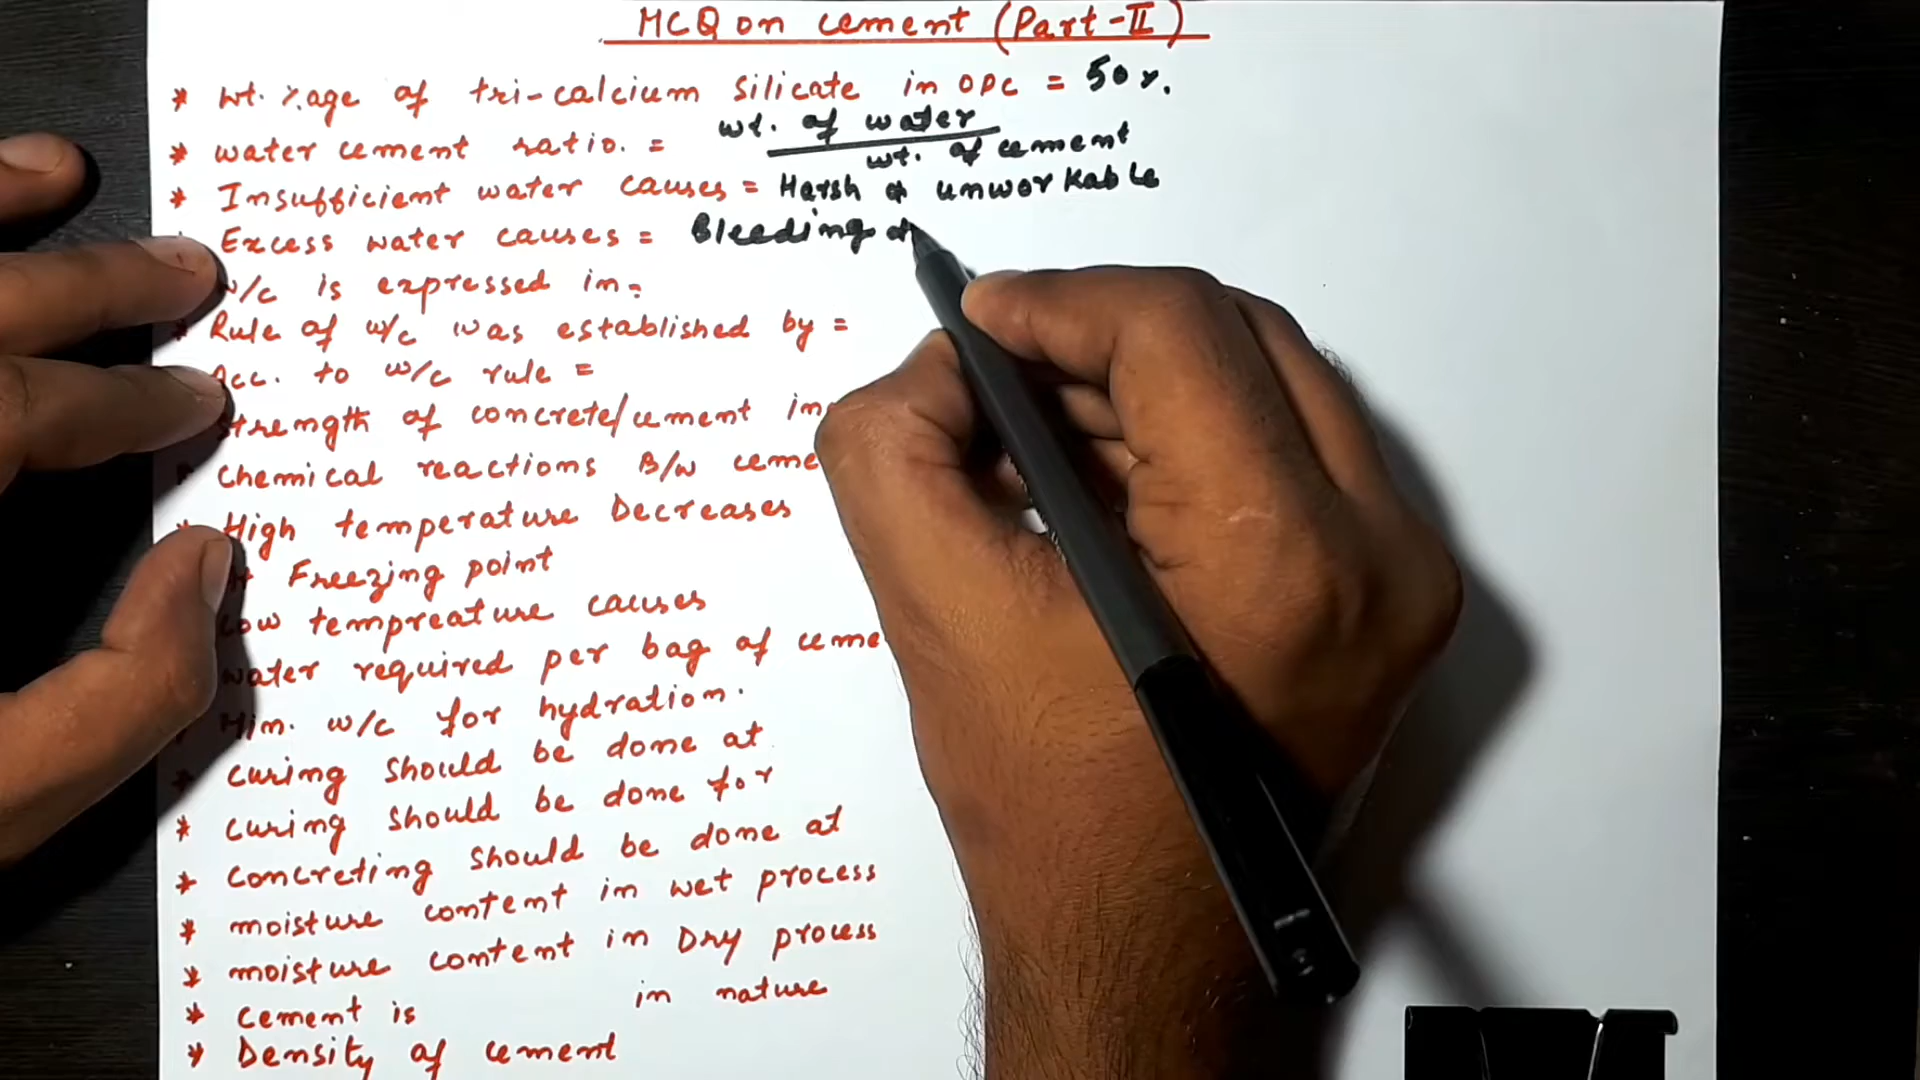 MCQ on cement (Part-II)
* wt. %age of tri-calcium silicate in OPC = 50%.
* water cement ratio. = wt. of water
wt. of cement
* Insufficient water causes = Harsh & unworkable
Excess water causes = Bleeding &
w/c is expressed in =
* Rule of w/c was established by =
Acc. to w/c rule =
strength of concrete/cement in
* chemical reactions B/w ceme
* High temperature Decreases
At Freezing point
Low tempreature causes
water required per bag of ceme
Min. w/c for hydration.
* curing should be done at
* curing should be done for
* concreting should be done at
* moisture content in wet process
* moisture content in Dry process
* cement is in nature
* Density of cement